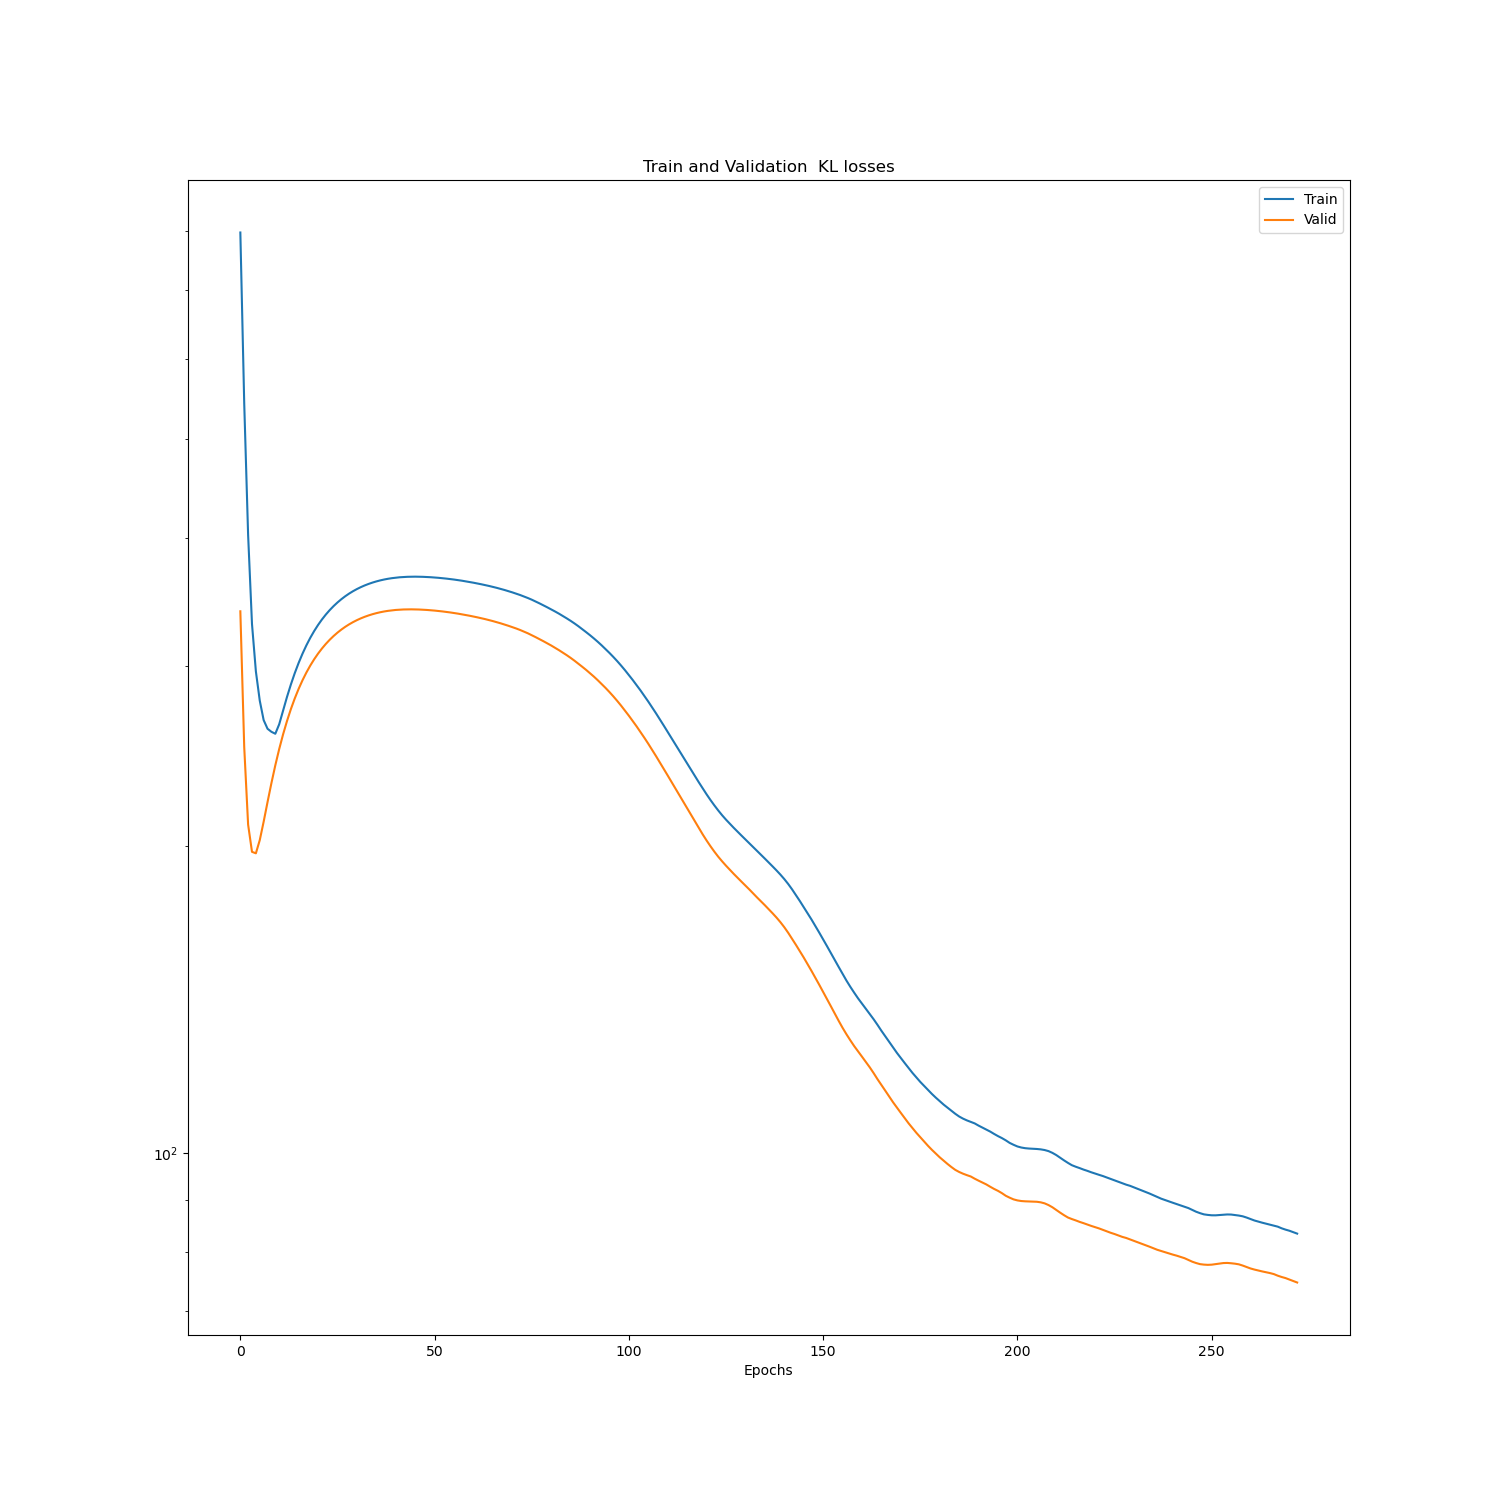 Train and Validation  KL losses
Train
Valid
10²
0 50 100 150 200 250
Epochs